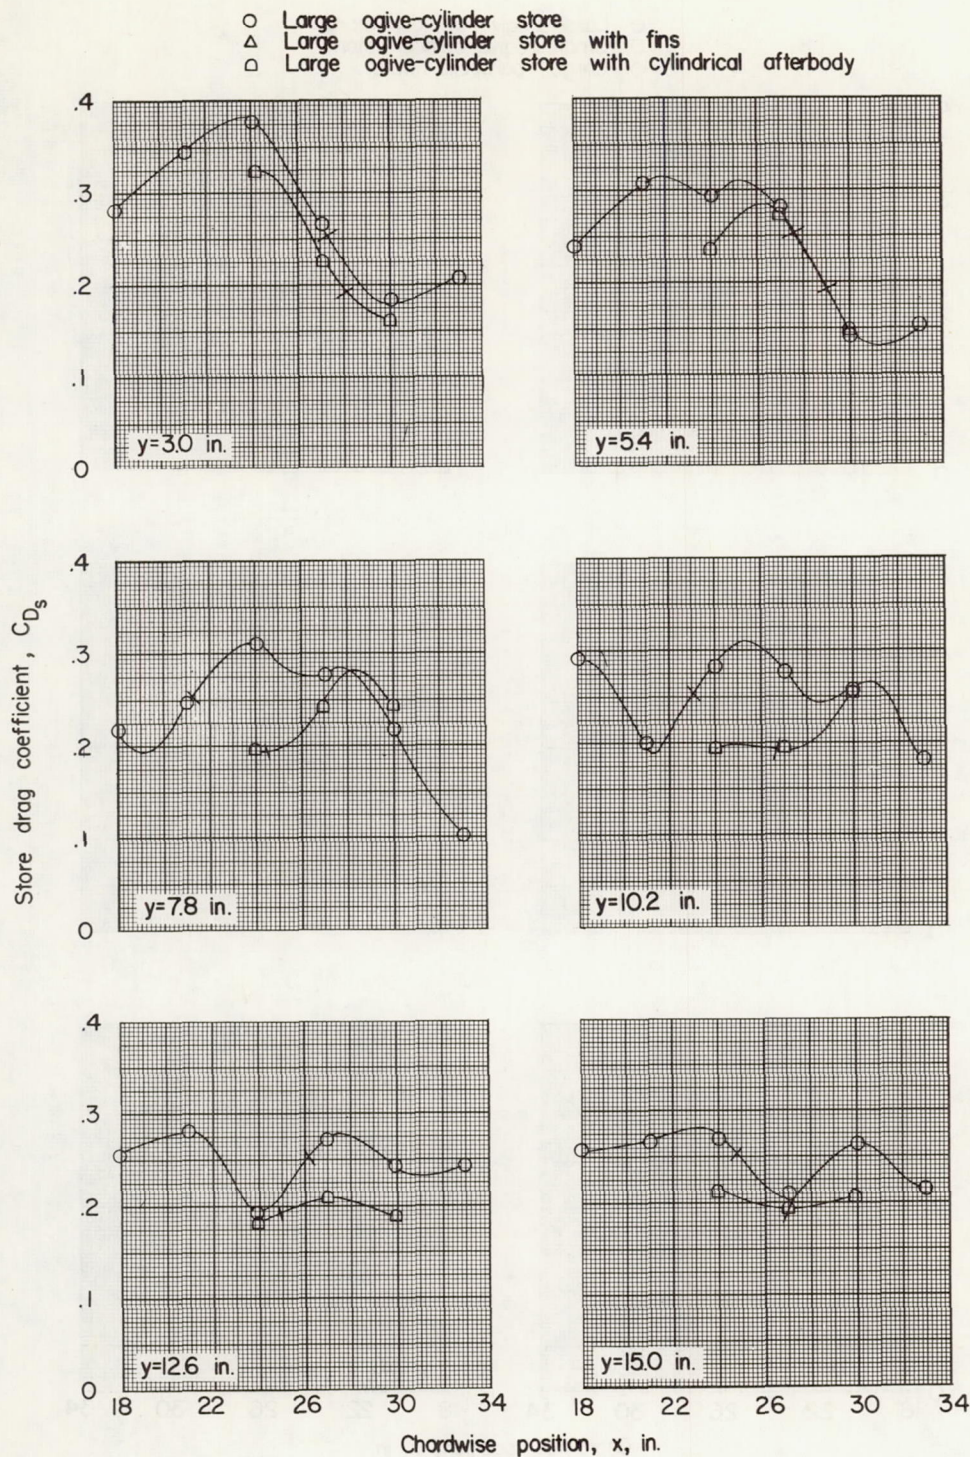 Large ogive-cylinder store
Large ogive-cylinder store with fins
Large ogive-cylinder store with cylindrical afterbody
.4
.3
.2
.1
0
y=3.0 in.
y=5.4 in.
.4
.3
.2
.1
0
y=7.8 in.
y=10.2 in.
Store drag coefficient, C_Ds
.4
.3
.2
.1
0
y=12.6 in.
y=15.0 in.
18 22 26 30 34 18 22 26 30 34
Chordwise position, x, in.